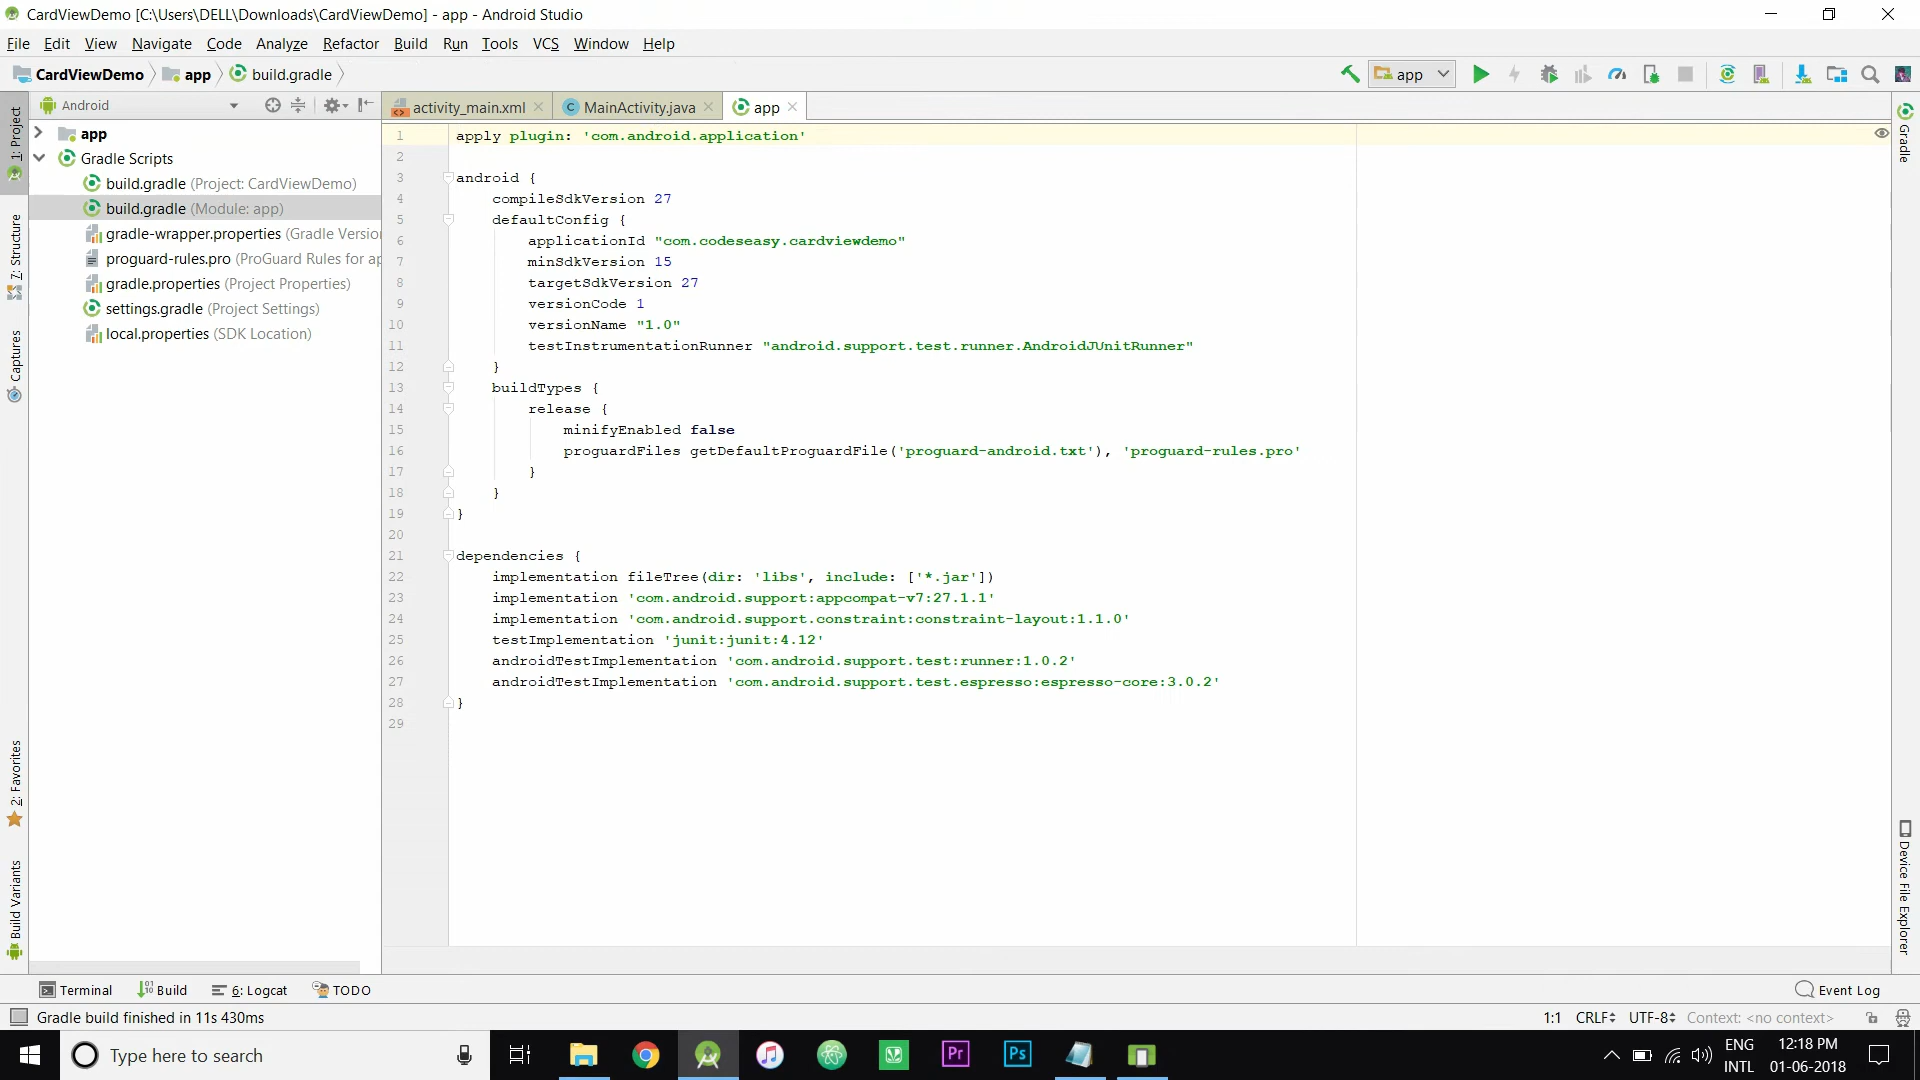 CardViewDemo [C:\Users\DELL\Downloads\CardViewDemo] - app - Android Studio
File Edit View Navigate Code Analyze Refactor Build Run Tools VCS Window Help
CardViewDemo app build.gradle
app
Android
activity_main.xml MainActivity.java app
1: Project
7: Structure
Captures
2: Favorites
Build Variants
app
Gradle Scripts
build.gradle (Project: CardViewDemo)
build.gradle (Module: app)
gradle-wrapper.properties (Gradle Versio
proguard-rules.pro (ProGuard Rules for ap
gradle.properties (Project Properties)
settings.gradle (Project Settings)
local.properties (SDK Location)
1 apply plugin: 'com.android.application'
2
3 android {
4 compileSdkVersion 27
5 defaultConfig {
6 applicationId "com.codeseasy.cardviewdemo"
7 minSdkVersion 15
8 targetSdkVersion 27
9 versionCode 1
10 versionName "1.0"
11 testInstrumentationRunner "android.support.test.runner.AndroidJUnitRunner"
12 }
13 buildTypes {
14 release {
15 minifyEnabled false
16 proguardFiles getDefaultProguardFile('proguard-android.txt'), 'proguard-rules.pro'
17 }
18 }
19 }
20
21 dependencies {
22 implementation fileTree(dir: 'libs', include: ['*.jar'])
23 implementation 'com.android.support:appcompat-v7:27.1.1'
24 implementation 'com.android.support.constraint:constraint-layout:1.1.0'
25 testImplementation 'junit:junit:4.12'
26 androidTestImplementation 'com.android.support.test:runner:1.0.2'
27 androidTestImplementation 'com.android.support.test.espresso:espresso-core:3.0.2'
28 }
29
Gradle
Device File Explorer
Terminal Build 6: Logcat TODO Event Log
Gradle build finished in 11s 430ms 1:1 CRLF UTF-8 Context: <no context>
Type here to search
Pr
Ps
ENG
INTL
12:18 PM
01-06-2018